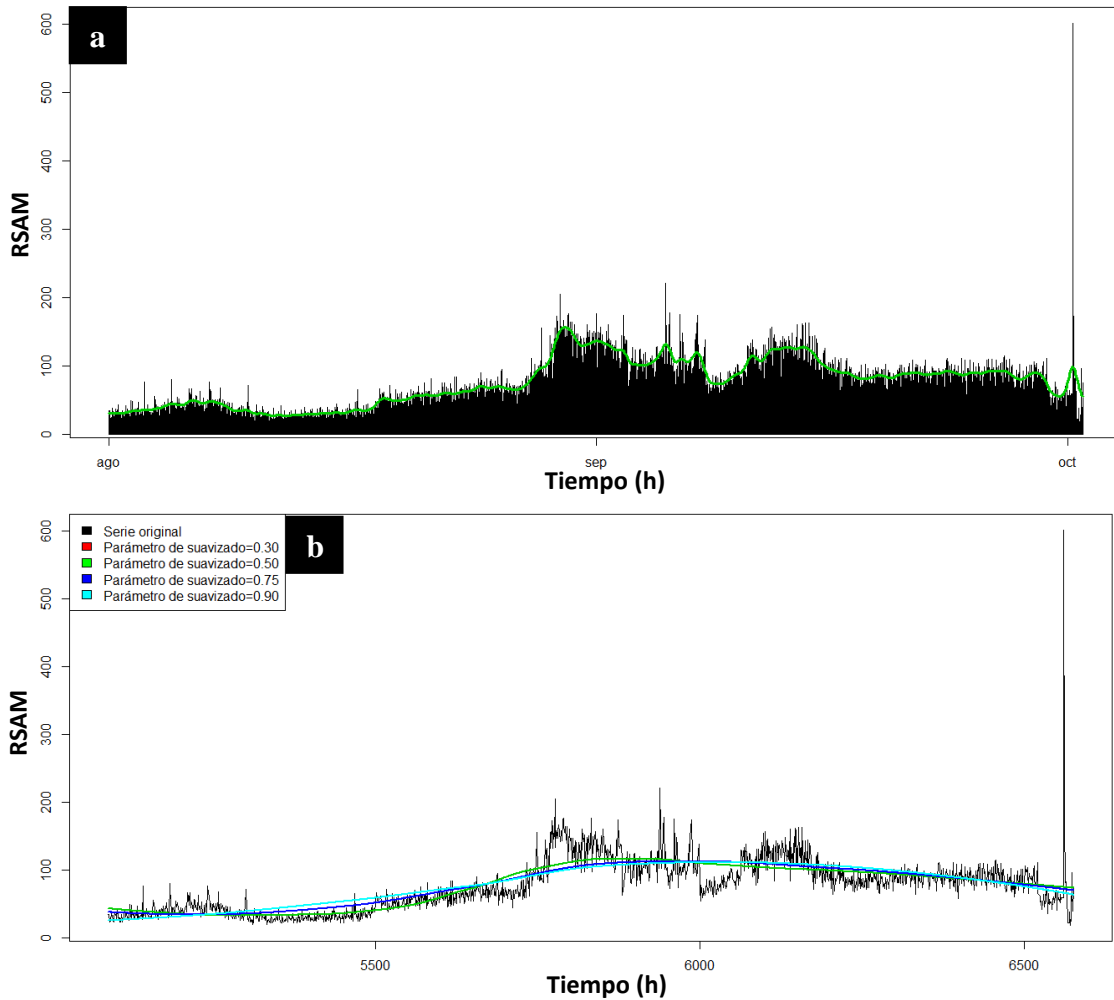 a
600
500
400
300
200
100
0
RSAM
ago
sep
oct
Tiempo (h)
b
Serie original
Parámetro de suavizado=0.30
Parámetro de suavizado=0.50
Parámetro de suavizado=0.75
Parámetro de suavizado=0.90
600
500
400
300
200
100
0
RSAM
5500
6000
6500
Tiempo (h)